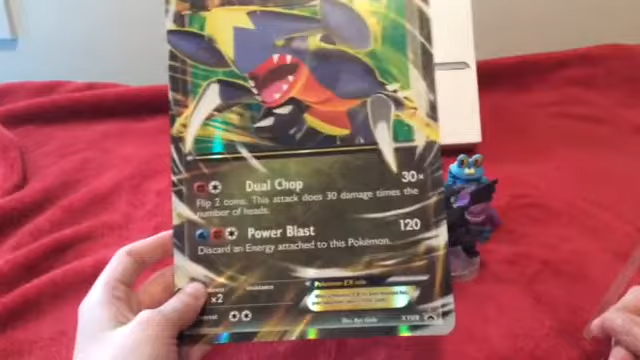 Dual Chop 30×
Flip 2 coins. This attack does 30 damage times the
number of heads.
Power Blast 120
Discard an Energy attached to this Pokémon.
×2